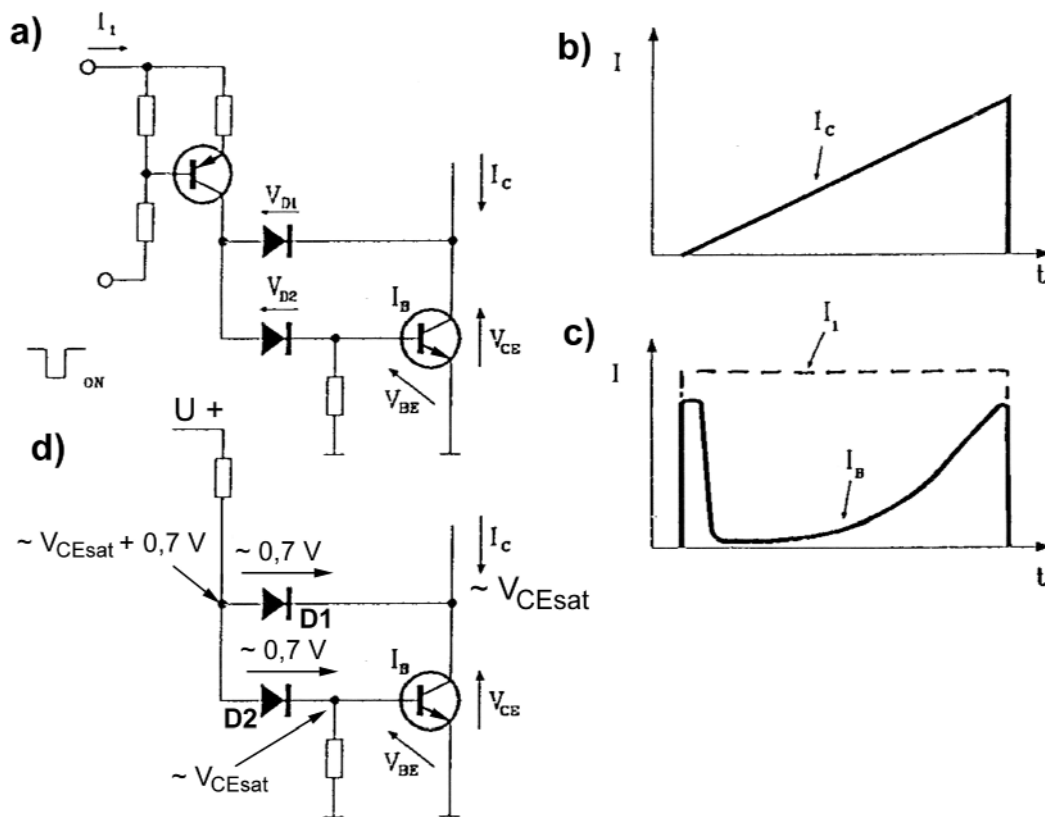 a)
I1
VD1
IC
VD2
IB
VCE
VBE
ON
b)
I
IC
t
c)
I1
I
IB
t
d)
U +
~ VCEsat + 0,7 V
~ 0,7 V
IC
~ VCEsat
D1
~ 0,7 V
IB
VCE
D2
VBE
~ VCEsat